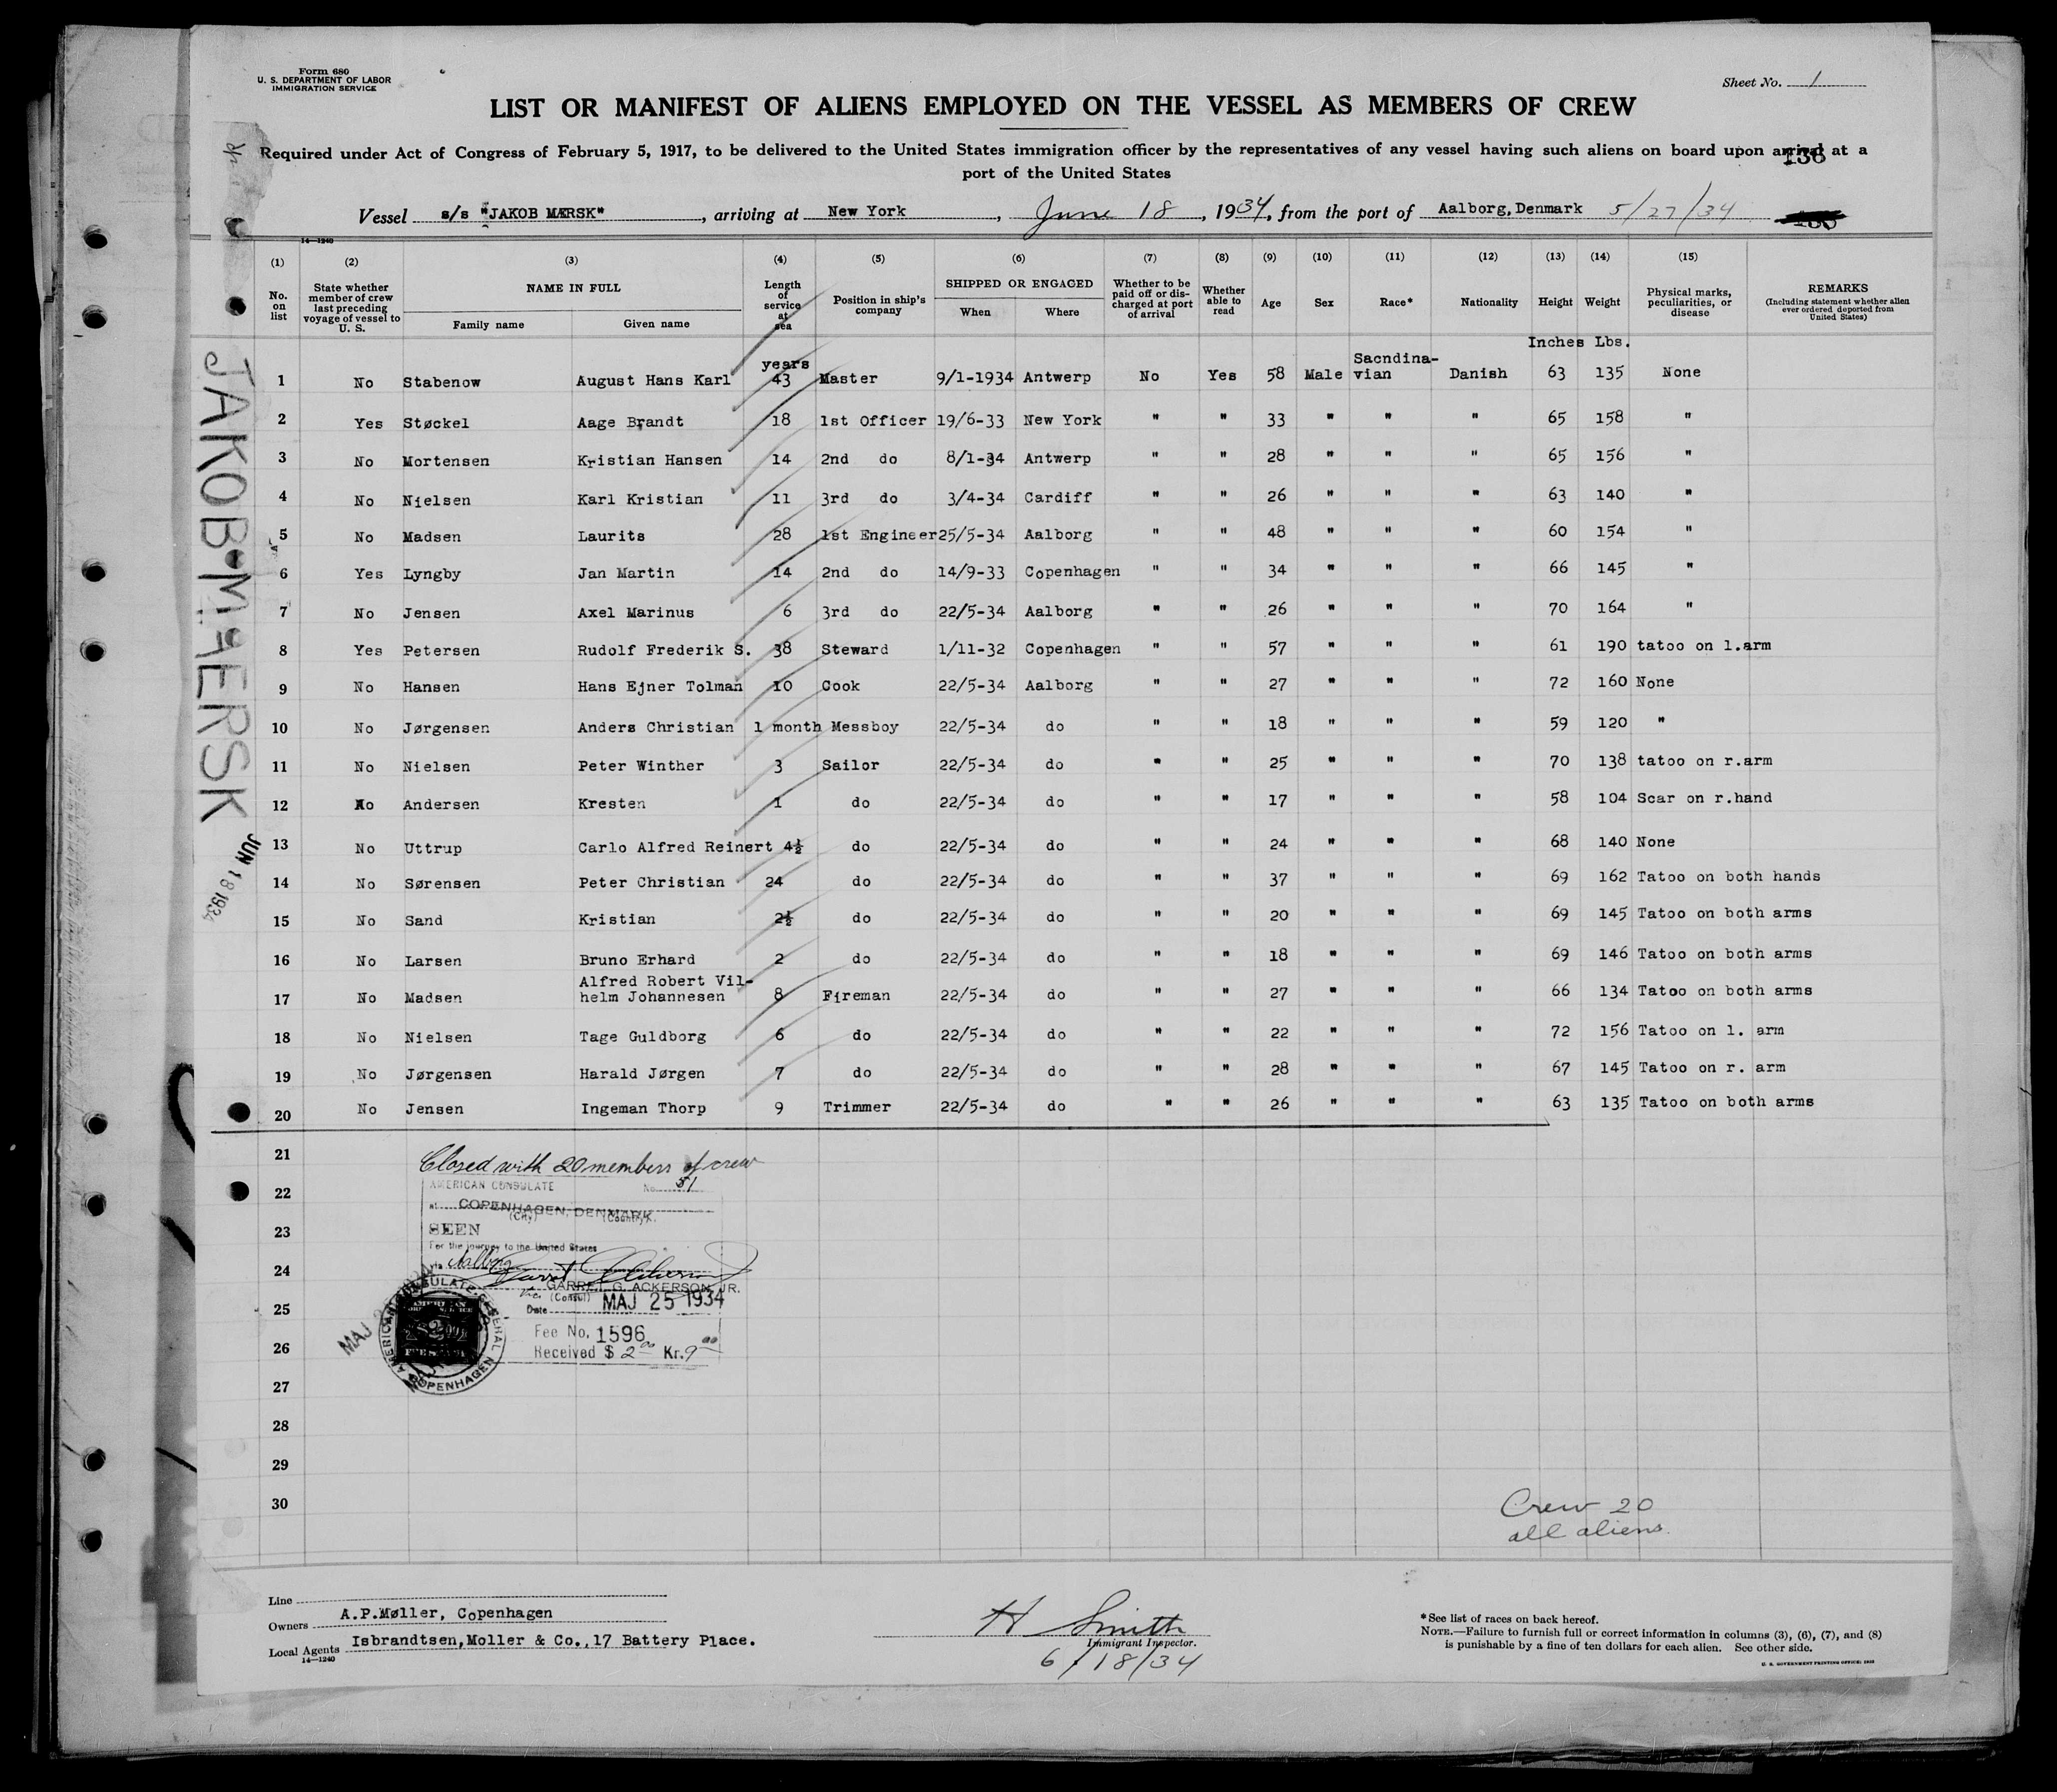 Form 680
U. S. DEPARTMENT OF LABOR
IMMIGRATION SERVICE
Sheet No. 1
LIST OR MANIFEST OF ALIENS EMPLOYED ON THE VESSEL AS MEMBERS OF CREW
Required under Act of Congress of February 5, 1917, to be delivered to the United States immigration officer by the representatives of any vessel having such aliens on board upon arrival at a
136
port of the United States
Vessel s/s "JAKOB MÆRSK", arriving at New York, June 18, 1934, from the port of Aalborg, Denmark 5/27/34
14—1240
(1) (2) (3) (4) (5) (6) (7) (8) (9) (10) (11) (12) (13) (14) (15)
No. on list
State whether member of crew last preceding voyage of vessel to U. S.
NAME IN FULL
Family name Given name
Length of service at sea
Position in ship's company
SHIPPED OR ENGAGED
When Where
Whether to be paid off or discharged at port of arrival
Whether able to read
Age
Sex
Race*
Nationality
Height
Weight
Physical marks, peculiarities, or disease
REMARKS
(Including statement whether alien ever ordered deported from United States)
years Inches Lbs.
1 No Stabenow August Hans Karl 43 Master 9/1-1934 Antwerp No Yes 58 Male Sacndina-vian Danish 63 135 None
2 Yes Støckel Aage Brandt 18 1st Officer 19/6-33 New York " " 33 " " " 65 158 "
3 No Mortensen Kristian Hansen 14 2nd do 8/1-34 Antwerp " " 28 " " " 65 156 "
4 No Nielsen Karl Kristian 11 3rd do 3/4-34 Cardiff " " 26 " " " 63 140 "
5 No Madsen Laurits 28 1st Engineer 25/5-34 Aalborg " " 48 " " " 60 154 "
6 Yes Lyngby Jan Martin 14 2nd do 14/9-33 Copenhagen " " 34 " " " 66 145 "
7 No Jensen Axel Marinus 6 3rd do 22/5-34 Aalborg " " 26 " " " 70 164 "
8 Yes Petersen Rudolf Frederik S. 38 Steward 1/11-32 Copenhagen " " 57 " " " 61 190 tatoo on l.arm
9 No Hansen Hans Ejner Tolman 10 Cook 22/5-34 Aalborg " " 27 " " " 72 160 None
10 No Jørgensen Anders Christian 1 month Messboy 22/5-34 do " " 18 " " " 59 120 "
11 No Nielsen Peter Winther 3 Sailor 22/5-34 do " " 25 " " " 70 138 tatoo on r.arm
12 No Andersen Kresten 1 do 22/5-34 do " " 17 " " " 58 104 Scar on r.hand
13 No Uttrup Carlo Alfred Reinert 4½ do 22/5-34 do " " 24 " " " 68 140 None
14 No Sørensen Peter Christian 24 do 22/5-34 do " " 37 " " " 69 162 Tatoo on both hands
15 No Sand Kristian 2½ do 22/5-34 do " " 20 " " " 69 145 Tatoo on both arms
16 No Larsen Bruno Erhard 2 do 22/5-34 do " " 18 " " " 69 146 Tatoo on both arms
17 No Madsen Alfred Robert Vil-helm Johannesen 8 Fireman 22/5-34 do " " 27 " " " 66 134 Tatoo on both arms
18 No Nielsen Tage Guldborg 6 do 22/5-34 do " " 22 " " " 72 156 Tatoo on l. arm
19 No Jørgensen Harald Jørgen 7 do 22/5-34 do " " 28 " " " 67 145 Tatoo on r. arm
20 No Jensen Ingeman Thorp 9 Trimmer 22/5-34 do " " 26 " " " 63 135 Tatoo on both arms
JAKOB MAERSK
JUN 18 1934
21
22
23
24
25
26
27
28
29
30
Closed with 20 members of crew
AMERICAN CONSULATE No. 51
at COPENHAGEN, DENMARK.
(City) (Country)
SEEN
For the journey to the United States
via Aalborg
GARRET G. ACKERSON, JR.
Vice (Consul)
Date MAJ 25 1934
Fee No. 1596
Received $ 2.00 Kr. 9.00
AMERICAN CONSULATE GENERAL
COPENHAGEN
Crew 20
all aliens.
Line
Owners A.P.Møller, Copenhagen
Local Agents Isbrandtsen, Moller & Co., 17 Battery Place.
14—1240
H Smith
Immigrant Inspector.
6/18/34
*See list of races on back hereof.
NOTE.—Failure to furnish full or correct information in columns (3), (6), (7), and (8)
is punishable by a fine of ten dollars for each alien. See other side.
U. S. GOVERNMENT PRINTING OFFICE: 1933